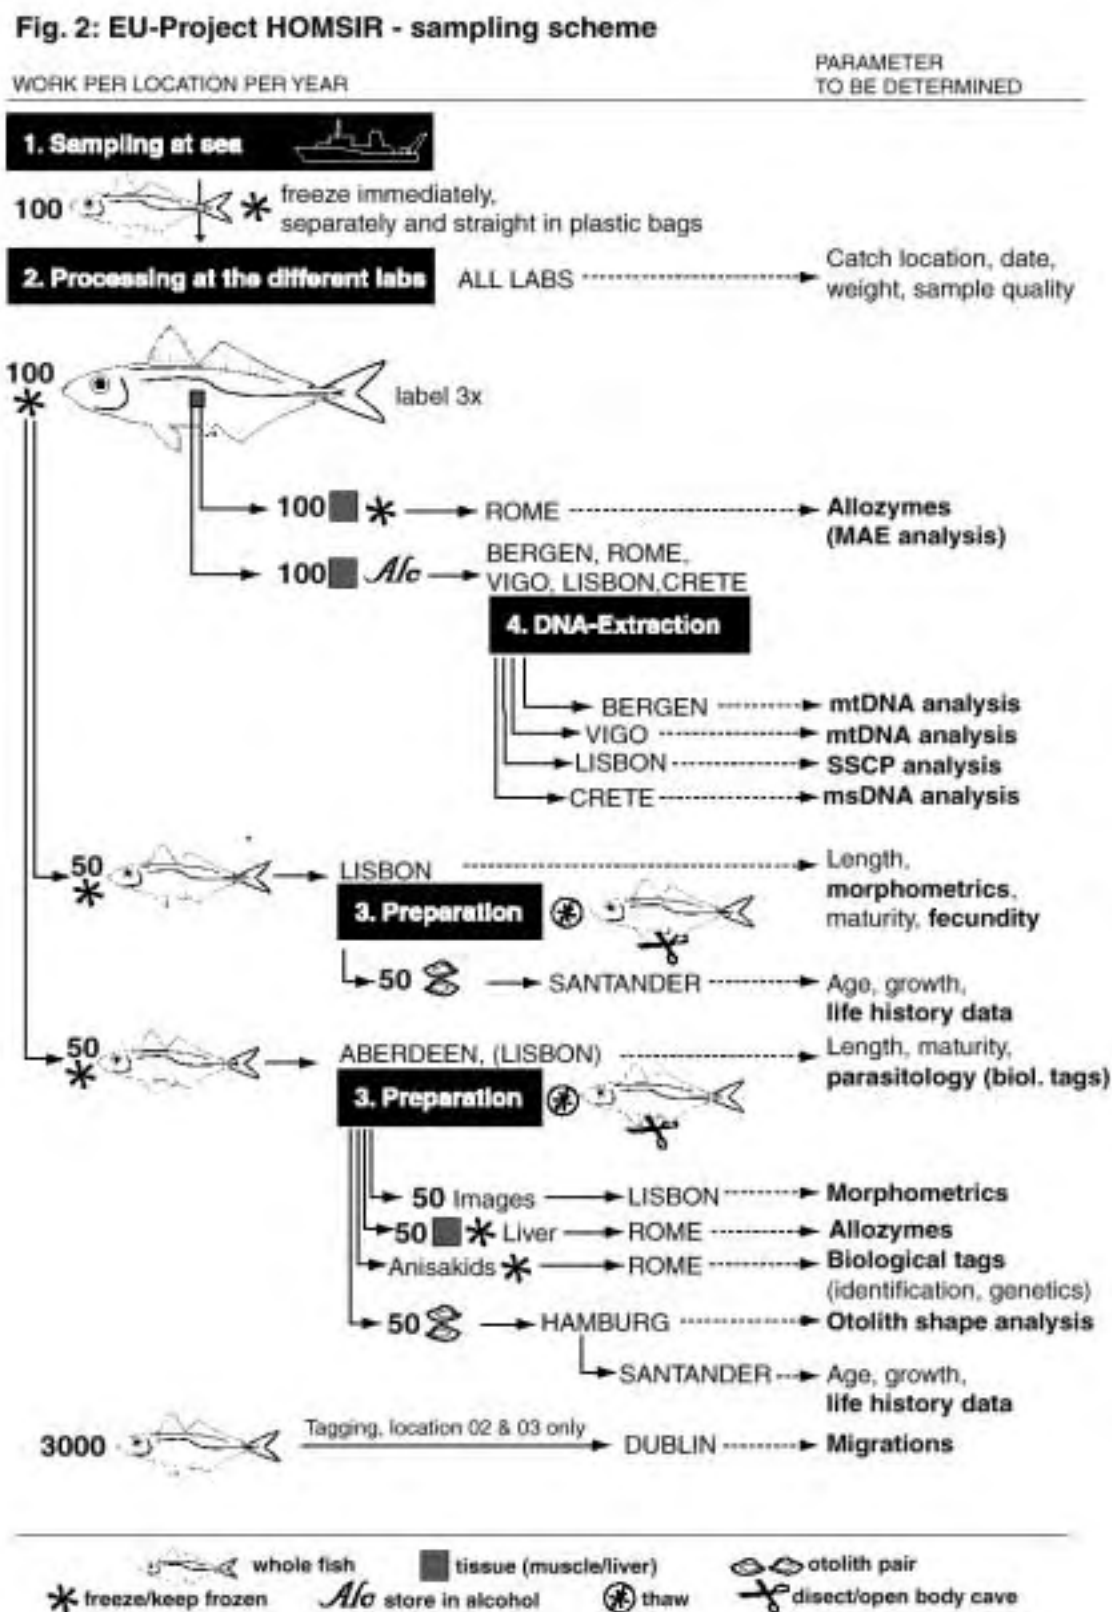 Fig. 2: EU-Project HOMSIR - sampling scheme
WORK PER LOCATION PER YEAR
PARAMETER
TO BE DETERMINED
1. Sampling at sea
100
freeze immediately,
separately and straight in plastic bags
2. Processing at the different labs
ALL LABS
Catch location, date,
weight, sample quality
100
label 3x
100
ROME
Allozymes
(MAE analysis)
100 Alc
BERGEN, ROME,
VIGO, LISBON,CRETE
4. DNA-Extraction
BERGEN
mtDNA analysis
VIGO
mtDNA analysis
LISBON
SSCP analysis
CRETE
msDNA analysis
50
LISBON
Length,
morphometrics,
maturity, fecundity
3. Preparation
50
SANTANDER
Age, growth,
life history data
50
ABERDEEN, (LISBON)
Length, maturity,
parasitology (biol. tags)
3. Preparation
50 Images
LISBON
Morphometrics
50 Liver
ROME
Allozymes
Anisakids
ROME
Biological tags
(identification, genetics)
50
HAMBURG
Otolith shape analysis
SANTANDER
Age, growth,
life history data
3000
Tagging, location 02 & 03 only
DUBLIN
Migrations
whole fish
tissue (muscle/liver)
otolith pair
freeze/keep frozen
Alc store in alcohol
thaw
disect/open body cave